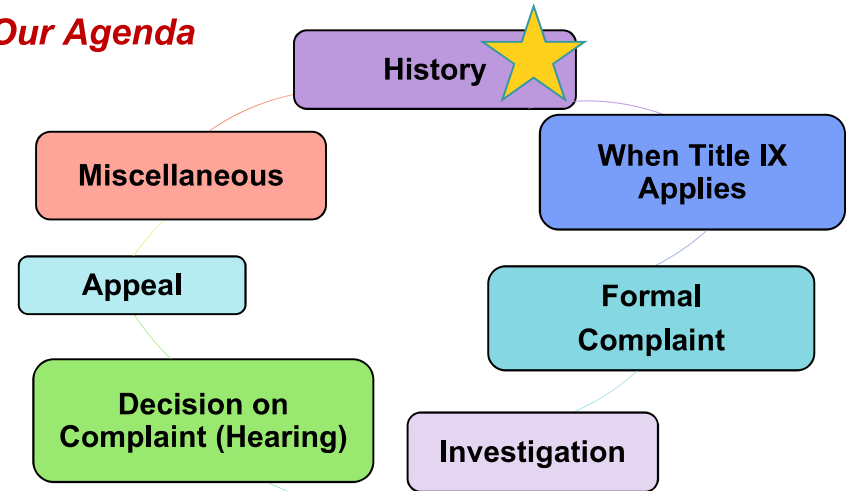 Our Agenda
History
When Title IX
Applies
Formal
Complaint
Investigation
Decision on
Complaint (Hearing)
Appeal
Miscellaneous